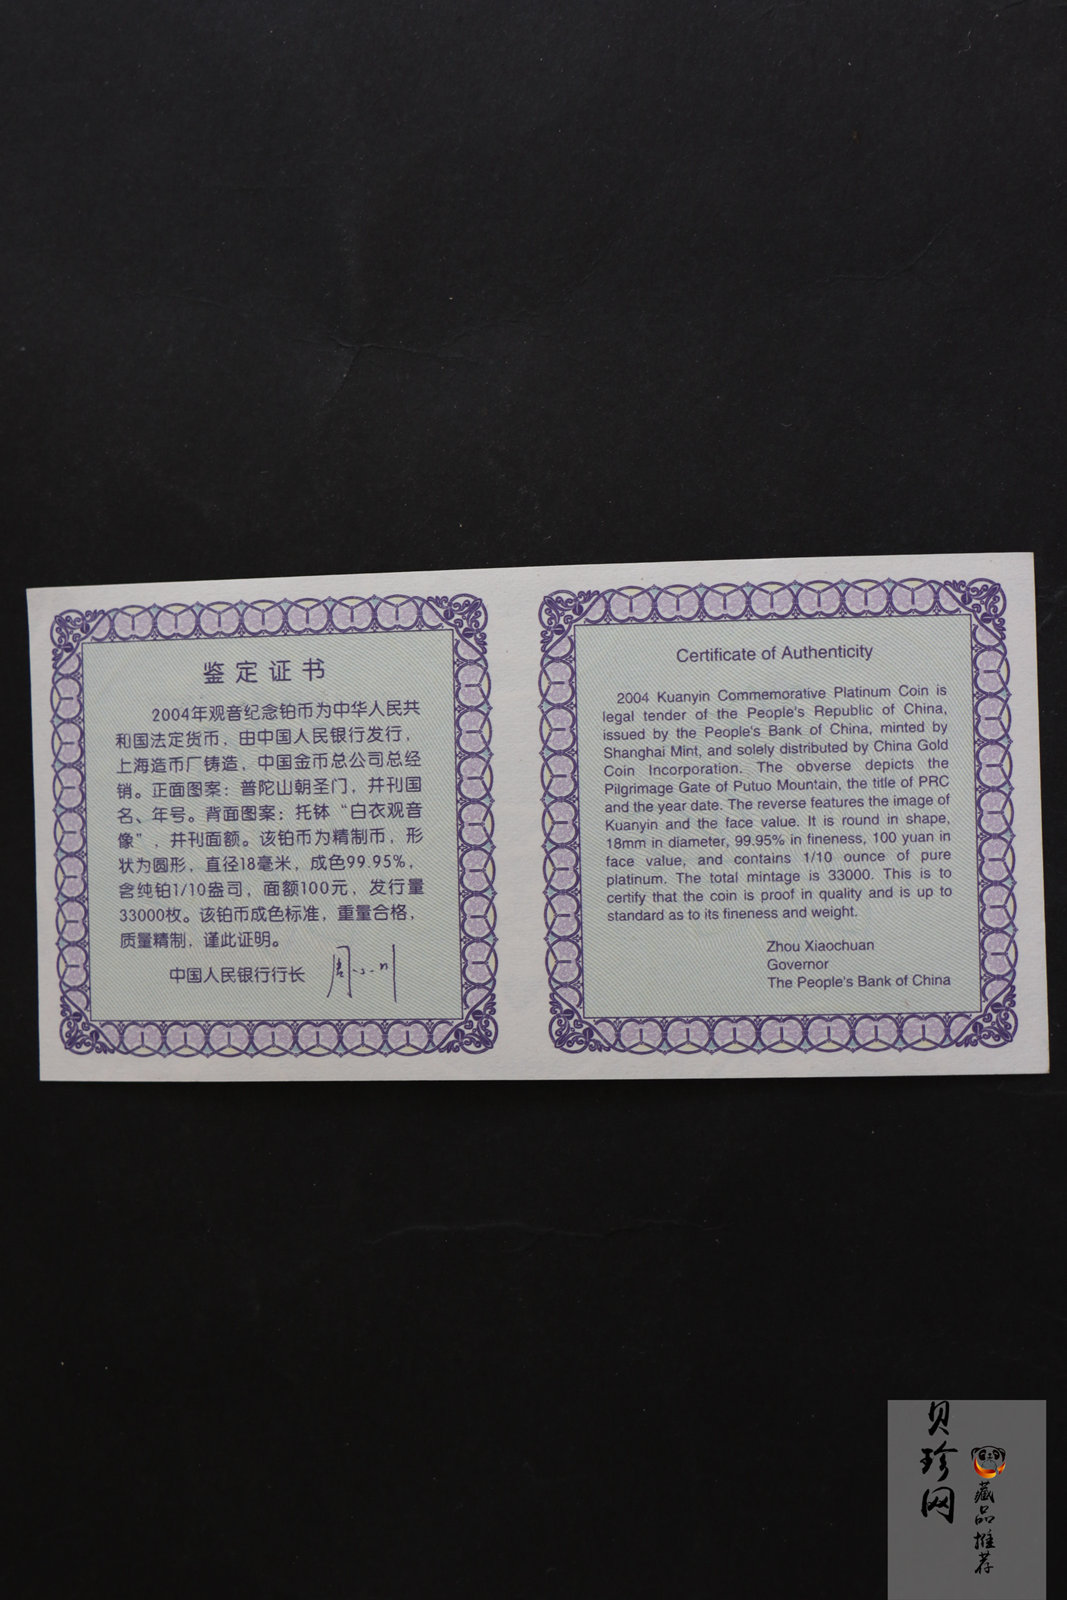 鉴定证书
2004年观音纪念铂币为中华人民共
和国法定货币，由中国人民银行发行，
上海造币厂铸造，中国金币总公司总经
销。正面图案：普陀山朝圣门，并刊国
名、年号。背面图案：托钵“白衣观音
像”，并刊面额。该铂币为精制币，形
状为圆形，直径18毫米，成色99.95%，
含纯铂1/10盎司，面额100元，发行量
33000枚。该铂币成色标准，重量合格，
质量精制，谨此证明。
中国人民银行行长 周小川
Certificate of Authenticity
2004 Kuanyin Commemorative Platinum Coin is
legal tender of the People's Republic of China,
issued by the People's Bank of China, minted by
Shanghai Mint, and solely distributed by China Gold
Coin Incorporation. The obverse depicts the
Pilgrimage Gate of Putuo Mountain, the title of PRC
and the year date. The reverse features the image of
Kuanyin and the face value. It is round in shape,
18mm in diameter, 99.95% in fineness, 100 yuan in
face value, and contains 1/10 ounce of pure
platinum. The total mintage is 33000. This is to
certify that the coin is proof in quality and is up to
standard as to its fineness and weight.
Zhou Xiaochuan
Governor
The People's Bank of China
贝珍网
藏品推荐